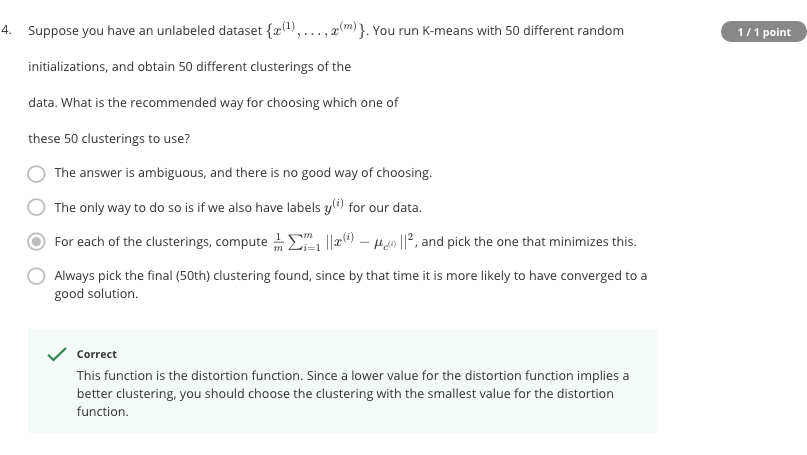 4. Suppose you have an unlabeled dataset {x^(1), ..., x^(m)}. You run K-means with 50 different random
1 / 1 point
initializations, and obtain 50 different clusterings of the
data. What is the recommended way for choosing which one of
these 50 clusterings to use?
The answer is ambiguous, and there is no good way of choosing.
The only way to do so is if we also have labels y^(i) for our data.
For each of the clusterings, compute 1/m ∑_{i=1}^m ||x^(i) − μ_{c^(i)}||^2, and pick the one that minimizes this.
Always pick the final (50th) clustering found, since by that time it is more likely to have converged to a
good solution.
Correct
This function is the distortion function. Since a lower value for the distortion function implies a
better clustering, you should choose the clustering with the smallest value for the distortion
function.